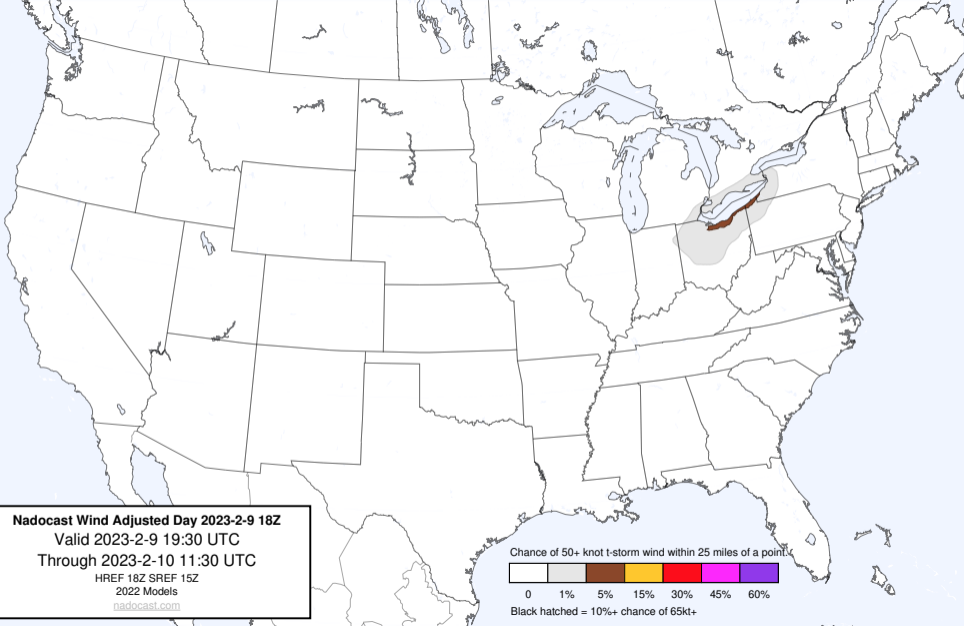 Nadocast Wind Adjusted Day 2023-2-9 18Z
Valid 2023-2-9 19:30 UTC
Through 2023-2-10 11:30 UTC
HREF 18Z SREF 15Z
2022 Models
nadocast.com
Chance of 50+ knot t-storm wind within 25 miles of a point.
0 1% 5% 15% 30% 45% 60%
Black hatched = 10%+ chance of 65kt+